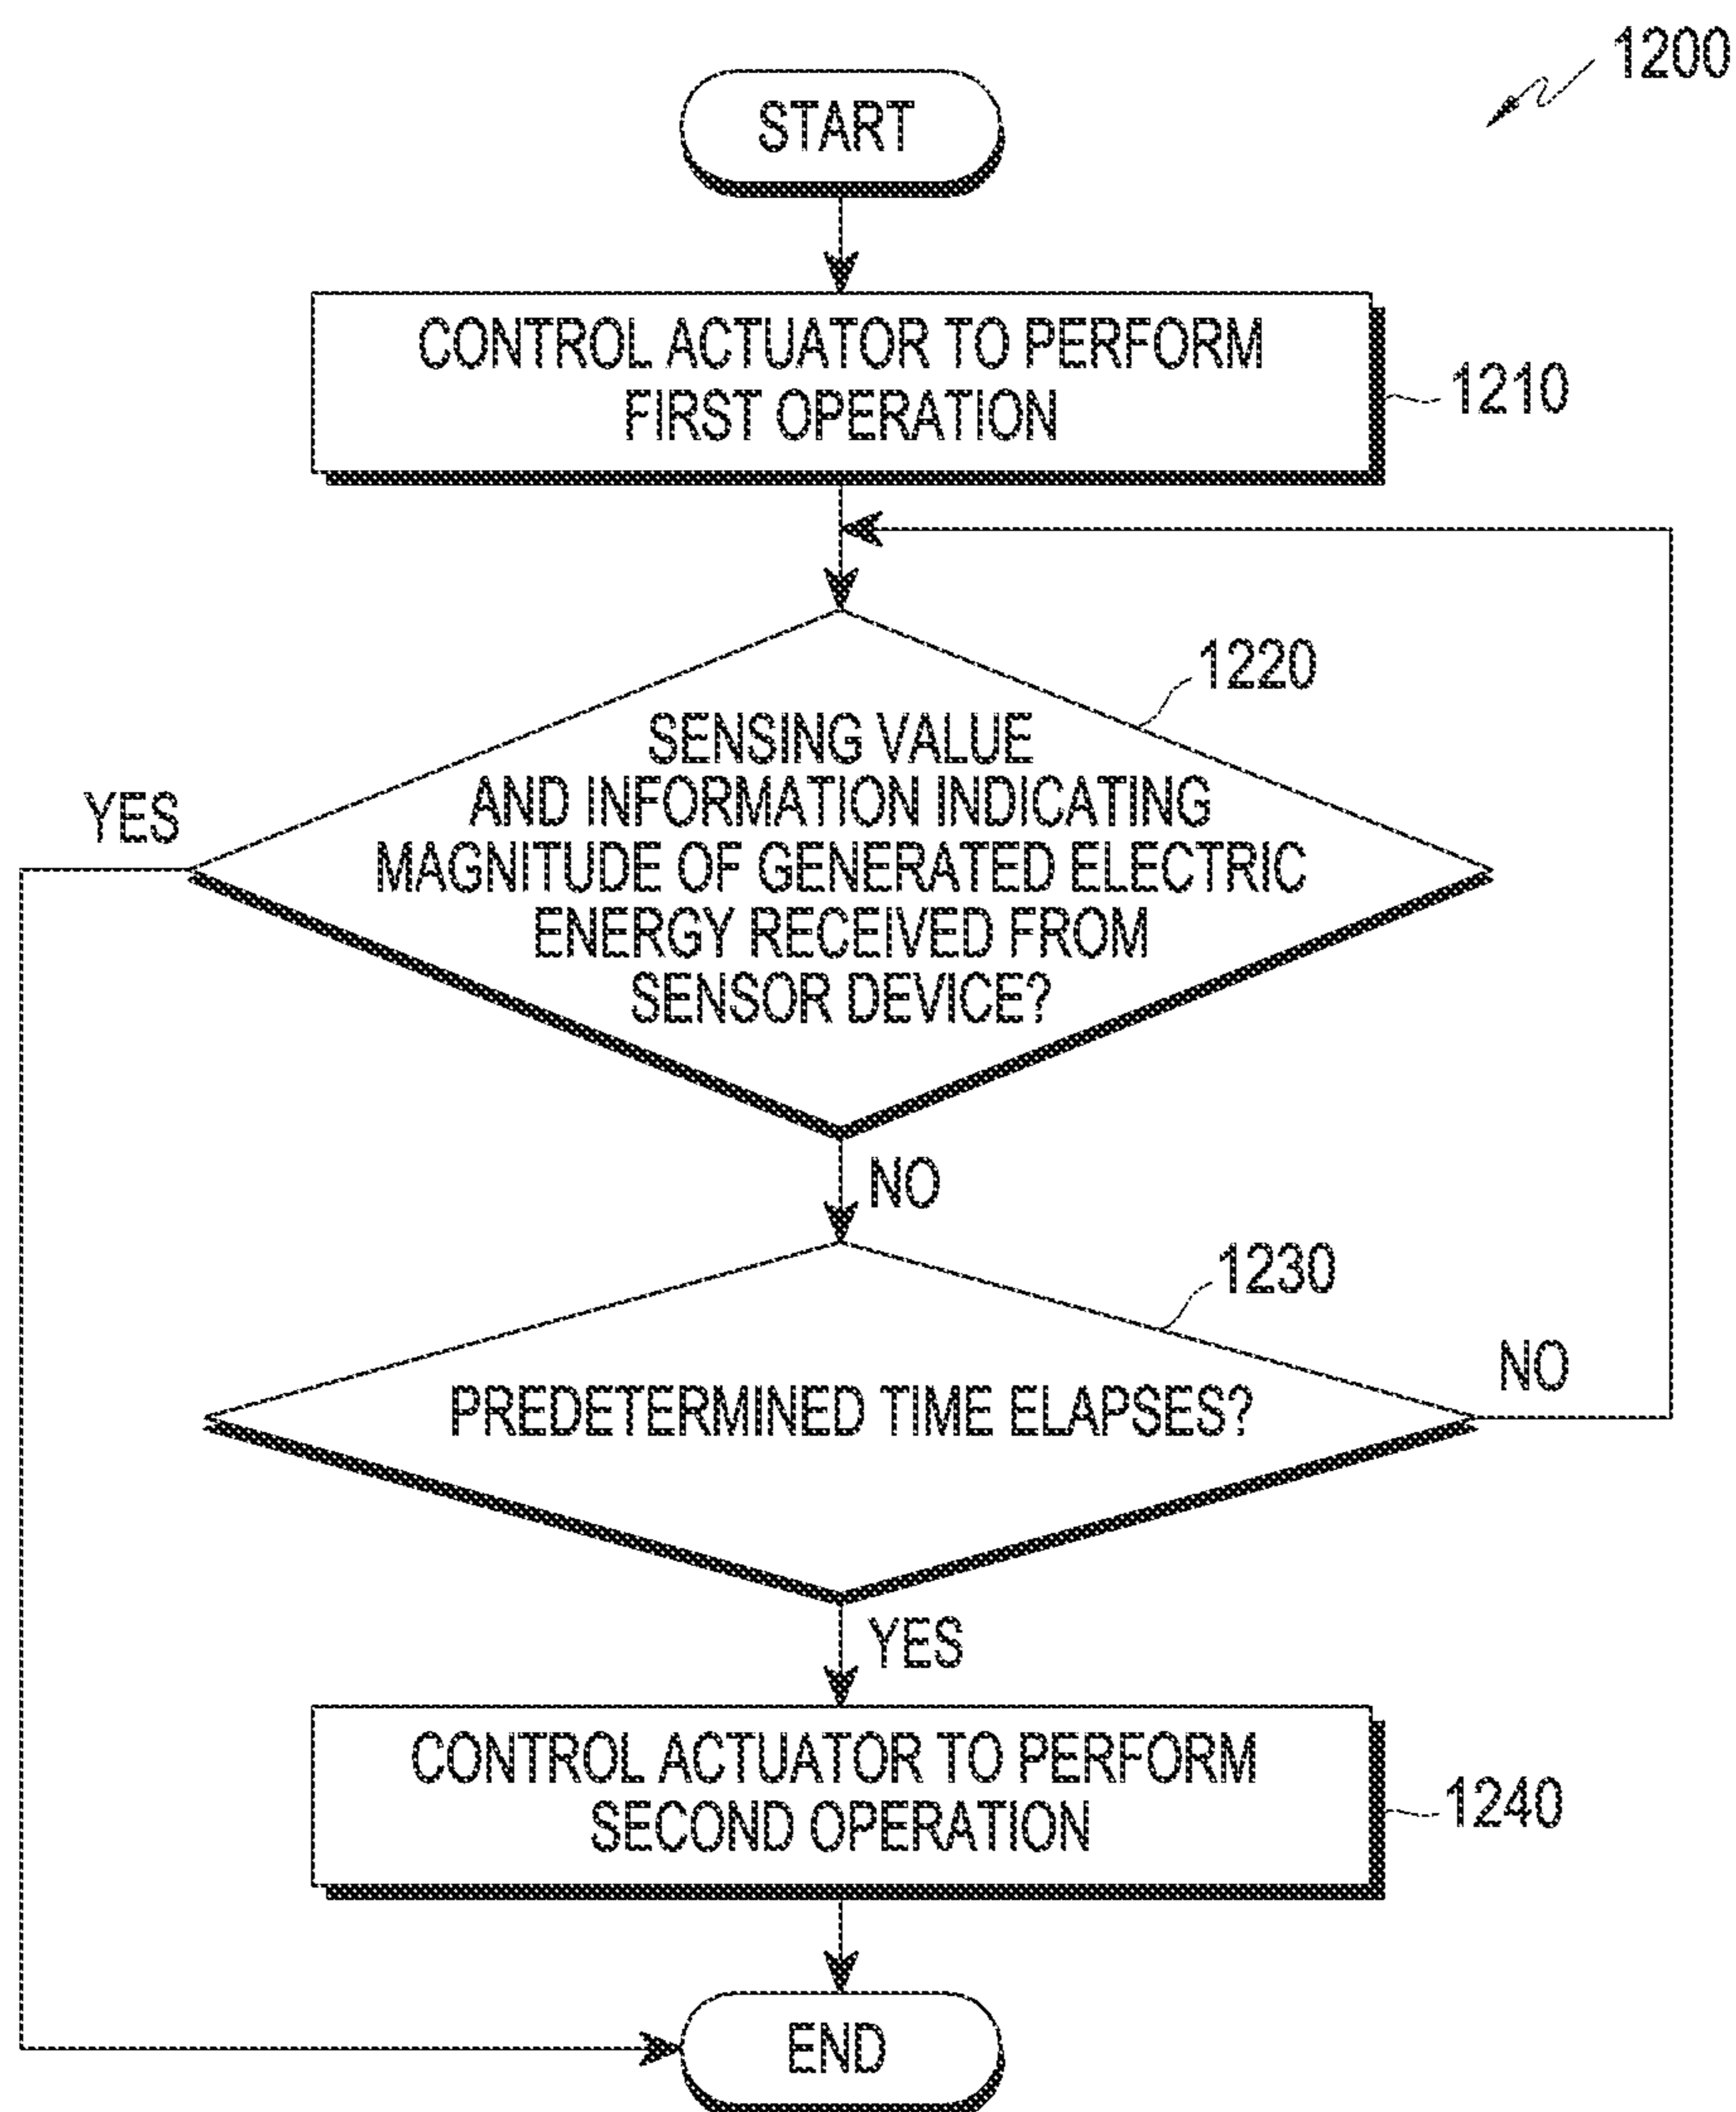 1200
START
CONTROL ACTUATOR TO PERFORM
FIRST OPERATION
1210
1220
SENSING VALUE
AND INFORMATION INDICATING
MAGNITUDE OF GENERATED ELECTRIC
ENERGY RECEIVED FROM
SENSOR DEVICE?
YES
NO
1230
PREDETERMINED TIME ELAPSES?
NO
YES
CONTROL ACTUATOR TO PERFORM
SECOND OPERATION
1240
END